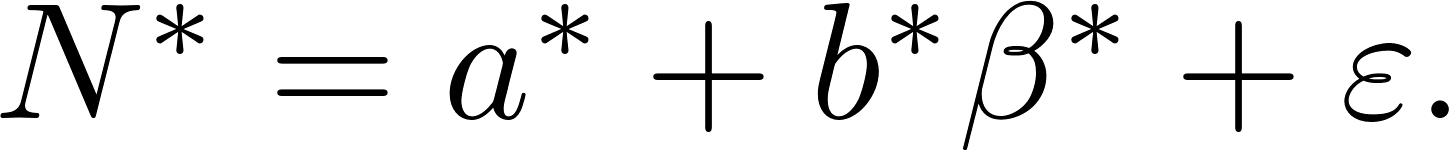 N* = a* + b*β* + ε.